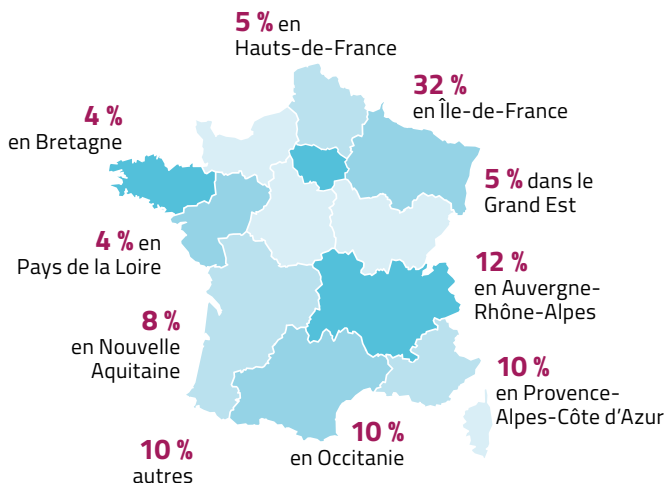 5 % en
Hauts-de-France
32 %
en Île-de-France
4 %
en Bretagne
5 % dans le
Grand Est
4 % en
Pays de la Loire
12 %
en Auvergne-
Rhône-Alpes
8 %
en Nouvelle
Aquitaine
10 %
en Provence-
Alpes-Côte d’Azur
10 %
en Occitanie
10 %
autres